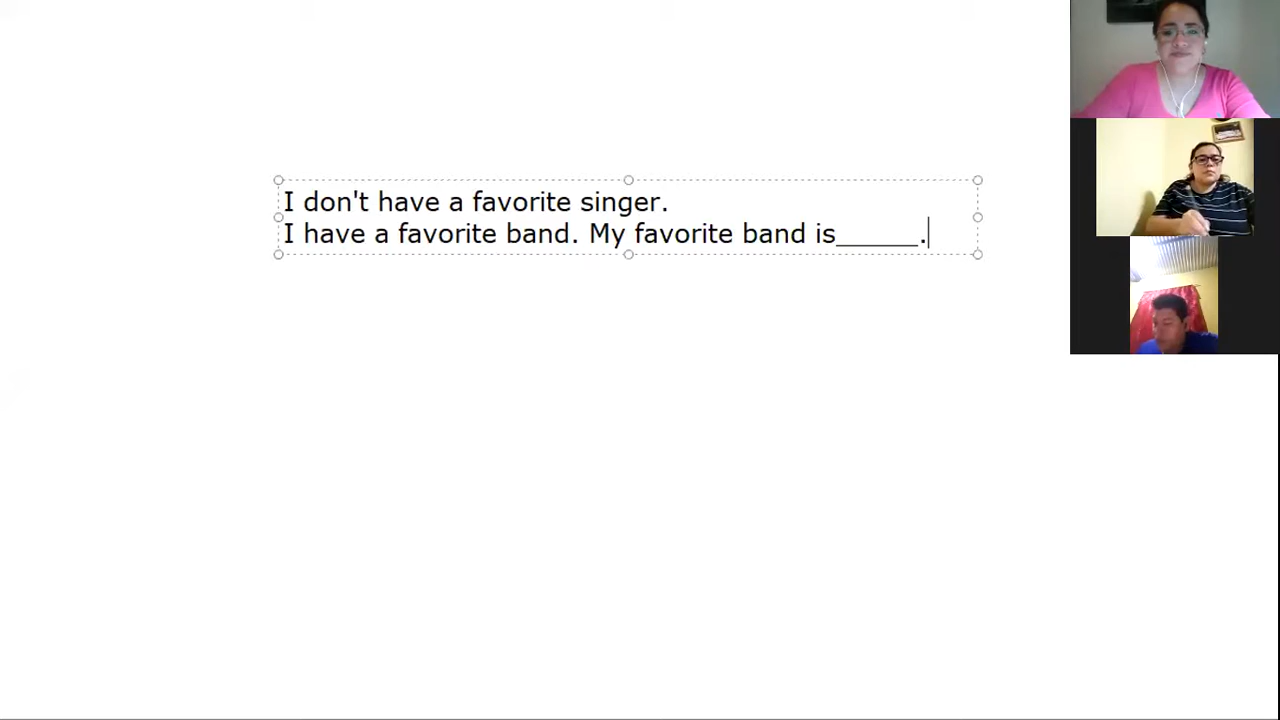 I don't have a favorite singer.
I have a favorite band. My favorite band is______.